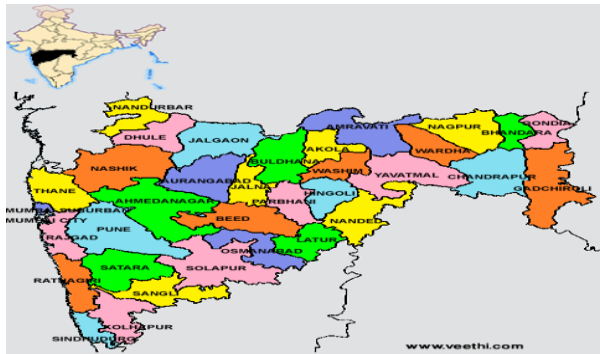 NANDURBAR
DHULE
JALGAON
NASHIK
AURANGABAD
BULDHANA
AKOLA
AMRAVATI
NAGPUR
BHANDARA
GONDIA
WARDHA
WASHIM
YAVATMAL
CHANDRAPUR
GADCHIROLI
THANE
AHMEDANAGAR
JALNA
PARBHANI
HINGOLI
NANDED
MUMBAI SUBURBAN
MUMBAI CITY
RAJGAD
PUNE
BEED
LATUR
OSMANABAD
SATARA
SOLAPUR
RATNAGIRI
SANGLI
KOLHAPUR
SINDHUDURG
www.veethi.com